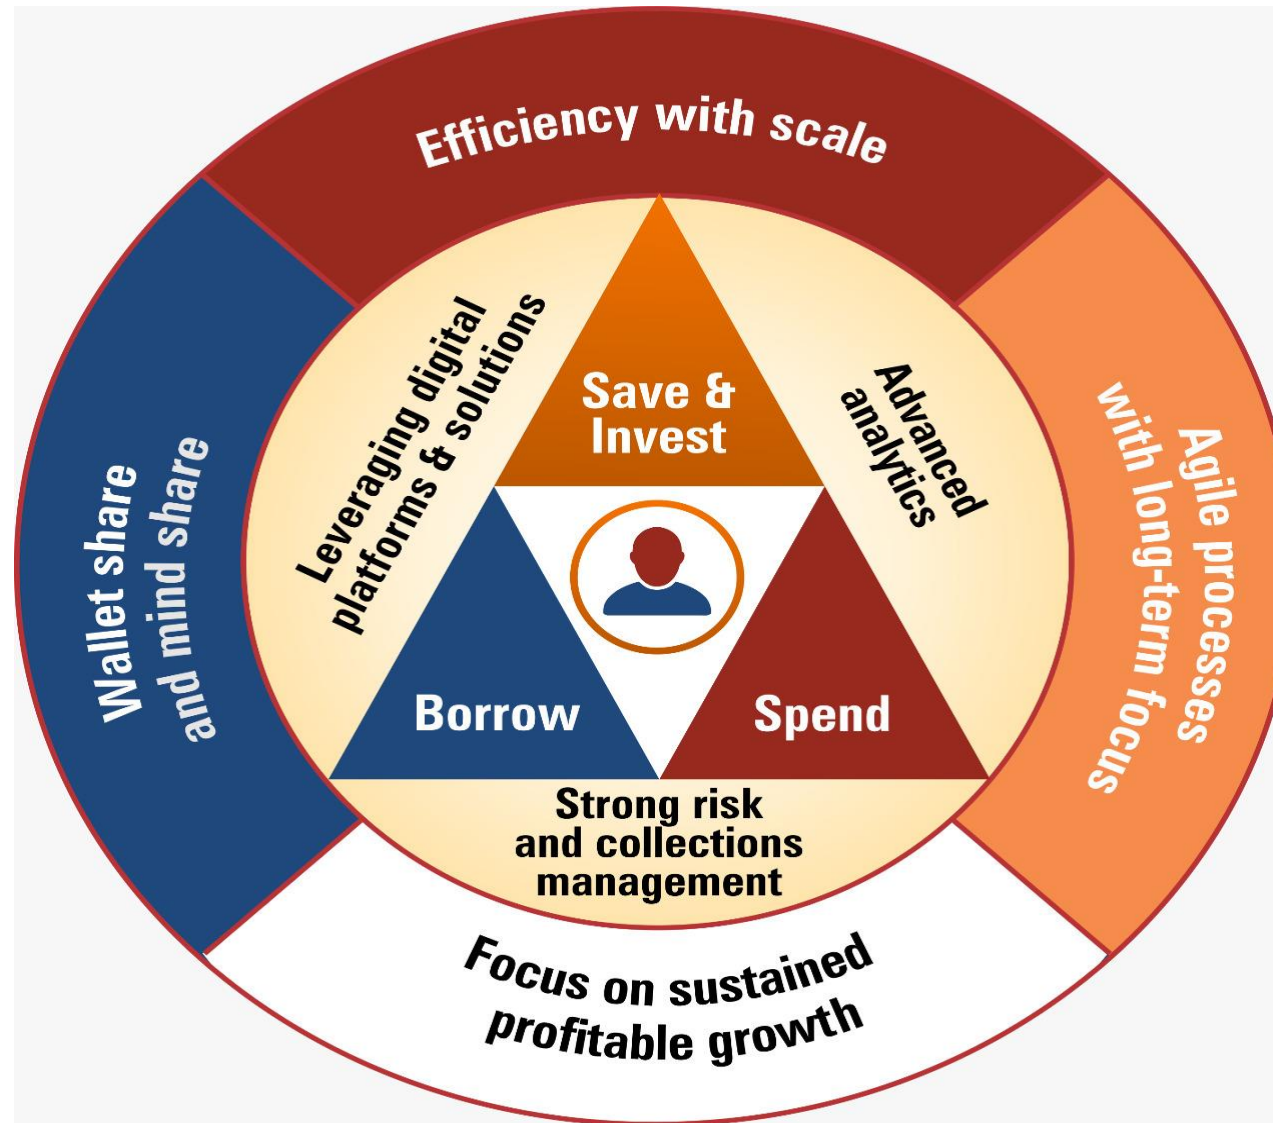 Efficiency with scale
Wallet share
and mind share
Leveraging digital
platforms & solutions
Save &
Invest
Advanced
analytics
Agile processes
with long-term focus
Borrow
Spend
Strong risk
and collections
management
Focus on sustained
profitable growth